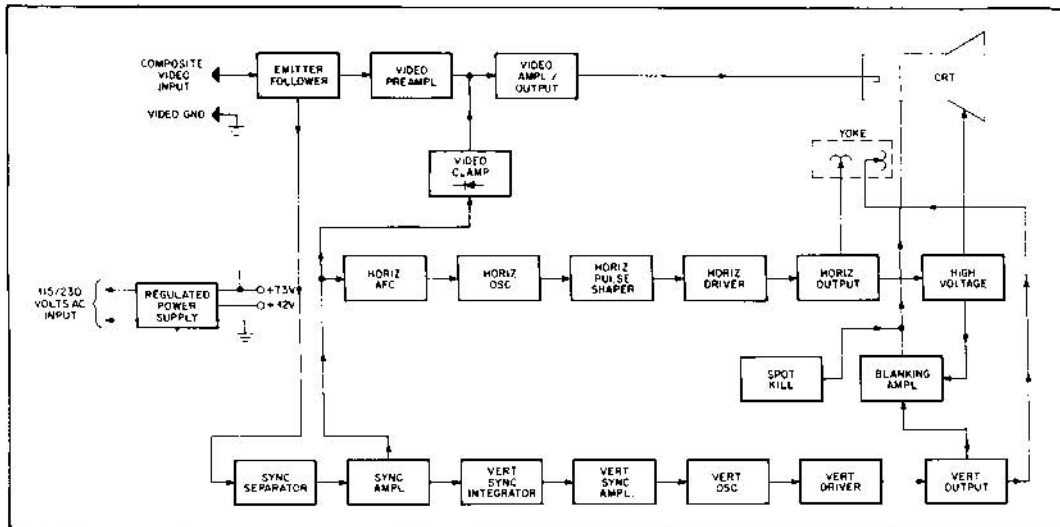 COMPOSITE
VIDEO
INPUT
EMITTER
FOLLOWER
VIDEO
PREAMPL
VIDEO
AMPL /
OUTPUT
CRT
VIDEO GND
YOKE
VIDEO
CLAMP
115/230
VOLTS AC
INPUT
REGULATED
POWER
SUPPLY
+73V
+12V
HORIZ
AFC
HORIZ
OSC
HORIZ
PULSE
SHAPER
HORIZ
DRIVER
HORIZ
OUTPUT
HIGH
VOLTAGE
SPOT
KILL
BLANKING
AMPL
SYNC
SEPARATOR
SYNC
AMPL
VERT
SYNC
INTEGRATOR
VERT
SYNC
AMPL.
VERT
OSC
VERT
DRIVER
VERT
OUTPUT